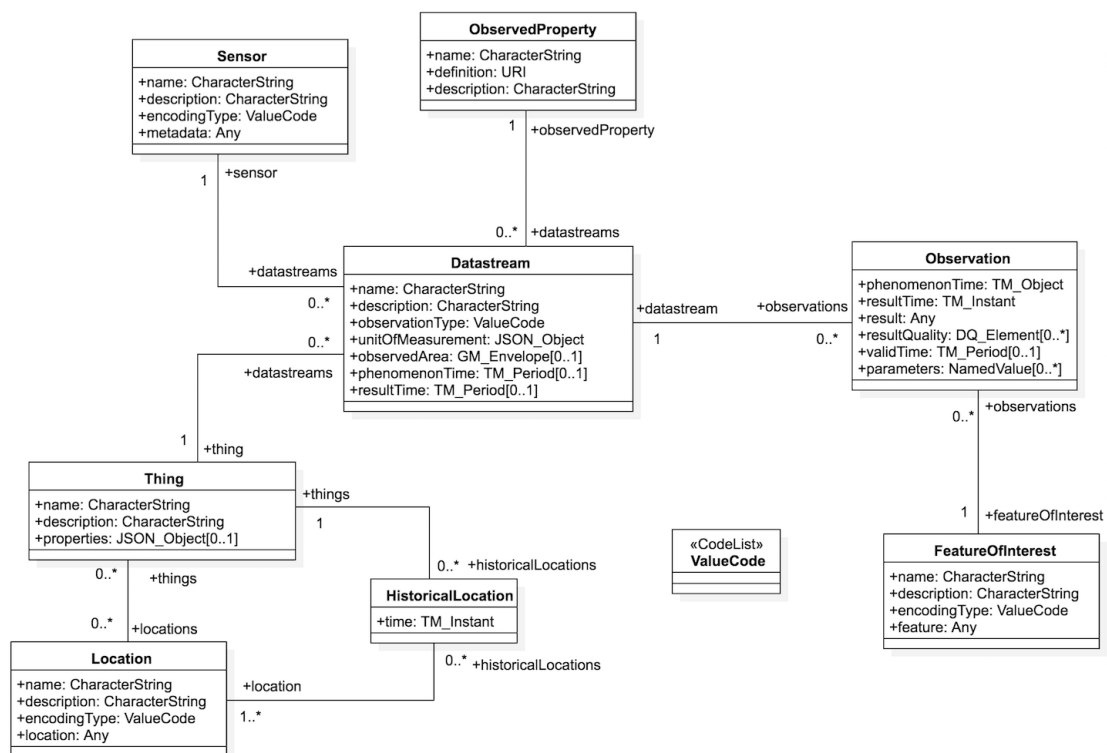 ObservedProperty
+name: CharacterString
+definition: URI
+description: CharacterString
1
+observedProperty
0..*
+datastreams
Sensor
+name: CharacterString
+description: CharacterString
+encodingType: ValueCode
+metadata: Any
1
+sensor
+datastreams
0..*
Datastream
+name: CharacterString
+description: CharacterString
+observationType: ValueCode
+unitOfMeasurement: JSON_Object
+observedArea: GM_Envelope[0..1]
+phenomenonTime: TM_Period[0..1]
+resultTime: TM_Period[0..1]
+datastream
1
+observations
0..*
Observation
+phenomenonTime: TM_Object
+resultTime: TM_Instant
+result: Any
+resultQuality: DQ_Element[0..*]
+validTime: TM_Period[0..1]
+parameters: NamedValue[0..*]
0..*
+observations
1
+featureOfInterest
FeatureOfInterest
+name: CharacterString
+description: CharacterString
+encodingType: ValueCode
+feature: Any
0..*
+datastreams
1
+thing
Thing
+name: CharacterString
+description: CharacterString
+properties: JSON_Object[0..1]
+things
1
0..*
+historicalLocations
HistoricalLocation
+time: TM_Instant
0..*
+historicalLocations
0..*
+things
0..*
+locations
Location
+name: CharacterString
+description: CharacterString
+encodingType: ValueCode
+location: Any
+location
1..*
«CodeList»
ValueCode